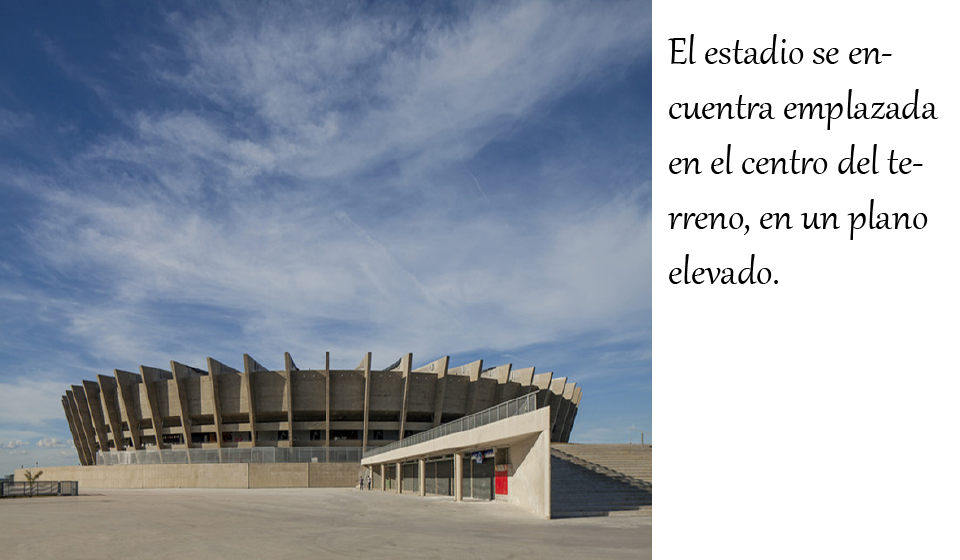 El estadio se en-
cuentra emplazada
en el centro del te-
rreno, en un plano
elevado.